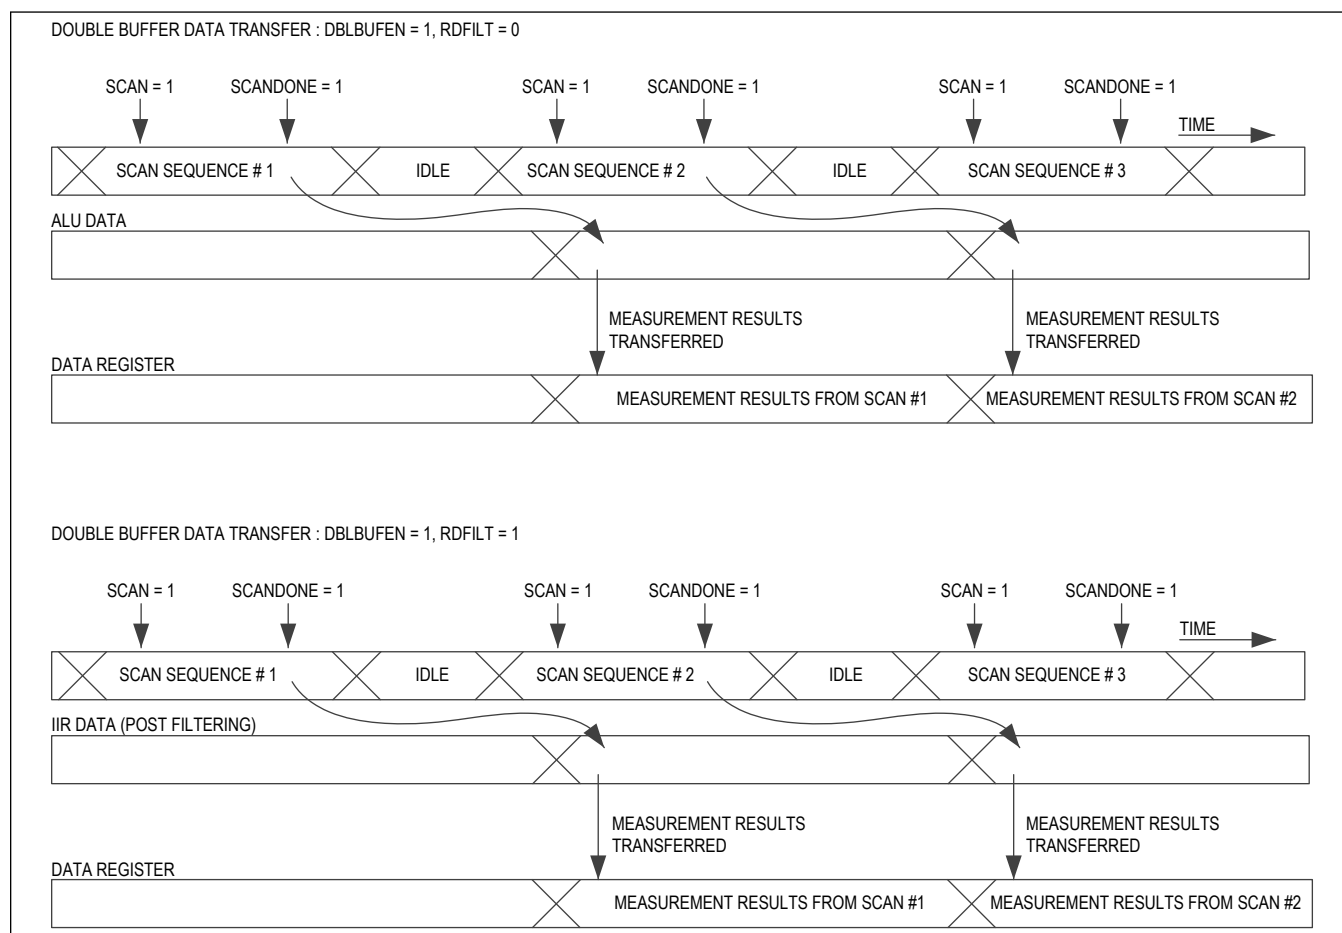 DOUBLE BUFFER DATA TRANSFER : DBLBUFEN = 1, RDFILT = 0
SCAN = 1 SCANDONE = 1 SCAN = 1 SCANDONE = 1 SCAN = 1 SCANDONE = 1
TIME
SCAN SEQUENCE # 1 IDLE SCAN SEQUENCE # 2 IDLE SCAN SEQUENCE # 3
ALU DATA
MEASUREMENT RESULTS MEASUREMENT RESULTS
TRANSFERRED TRANSFERRED
DATA REGISTER
MEASUREMENT RESULTS FROM SCAN #1 MEASUREMENT RESULTS FROM SCAN #2
DOUBLE BUFFER DATA TRANSFER : DBLBUFEN = 1, RDFILT = 1
SCAN = 1 SCANDONE = 1 SCAN = 1 SCANDONE = 1 SCAN = 1 SCANDONE = 1
TIME
SCAN SEQUENCE # 1 IDLE SCAN SEQUENCE # 2 IDLE SCAN SEQUENCE # 3
IIR DATA (POST FILTERING)
MEASUREMENT RESULTS MEASUREMENT RESULTS
TRANSFERRED TRANSFERRED
DATA REGISTER
MEASUREMENT RESULTS FROM SCAN #1 MEASUREMENT RESULTS FROM SCAN #2